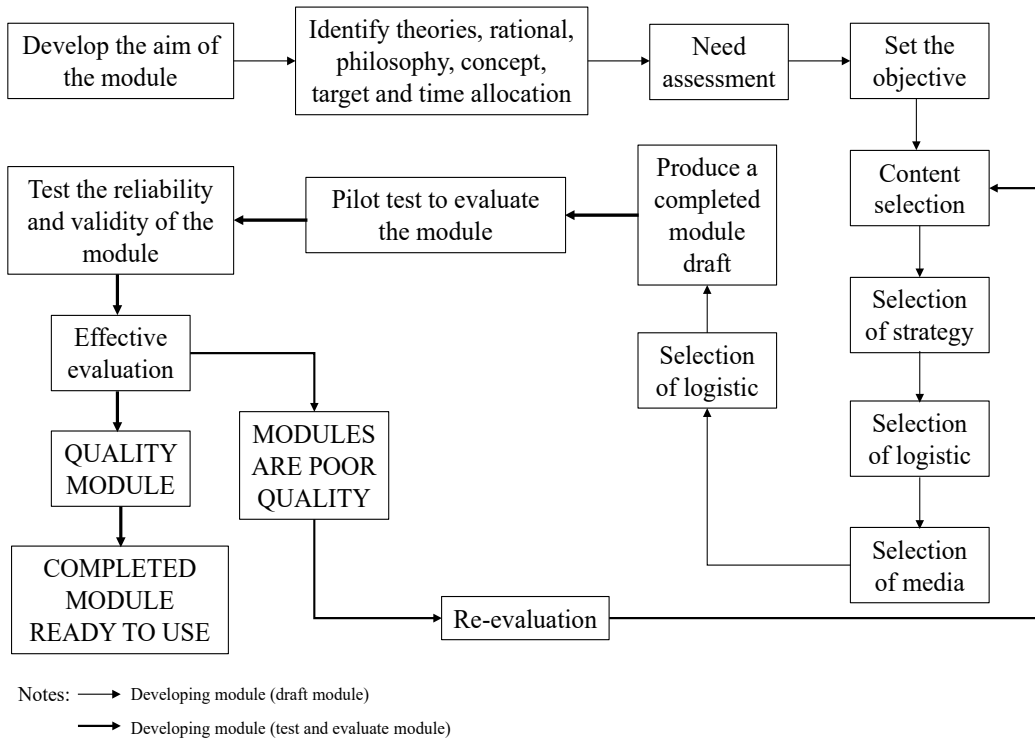 Develop the aim of
the module
Identify theories, rational,
philosophy, concept,
target and time allocation
Need
assessment
Set the
objective
Content
selection
Selection
of strategy
Selection
of logistic
Selection
of media
Selection
of logistic
Produce a
completed
module
draft
Pilot test to evaluate
the module
Test the reliability
and validity of the
module
Effective
evaluation
QUALITY
MODULE
COMPLETED
MODULE
READY TO USE
MODULES
ARE POOR
QUALITY
Re-evaluation
Notes:
Developing module (draft module)
Developing module (test and evaluate module)